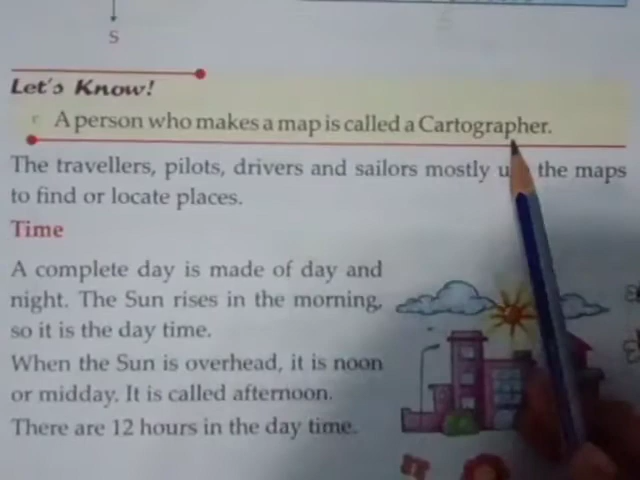 S
Let's Know!
A person who makes a map is called a Cartographer.
The travellers, pilots, drivers and sailors mostly the maps
to find or locate places.
Time
A complete day is made of day and
night. The Sun rises in the morning,
so it is the day time.
When the Sun is overhead, it is noon
or midday. It is called afternoon.
There are 12 hours in the day time.